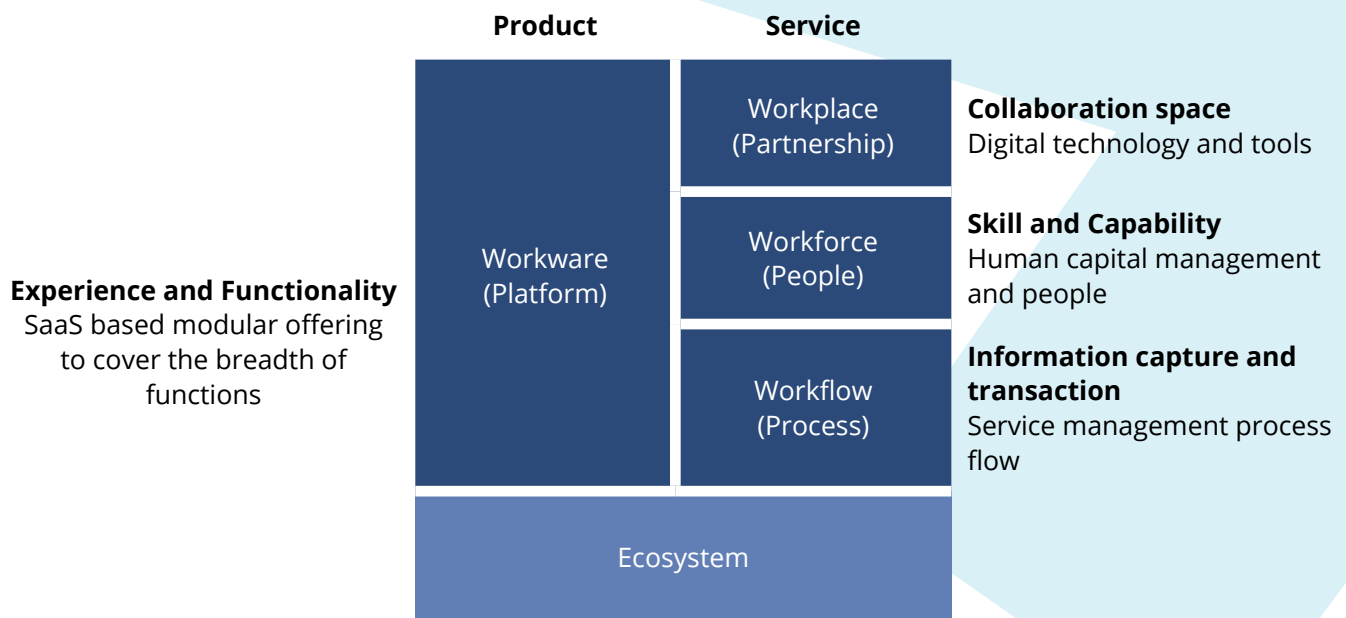 Product
Service
Experience and Functionality
SaaS based modular offering
to cover the breadth of
functions
Workware
(Platform)
Workplace
(Partnership)
Collaboration space
Digital technology and tools
Workforce
(People)
Skill and Capability
Human capital management
and people
Workflow
(Process)
Information capture and
transaction
Service management process
flow
Ecosystem